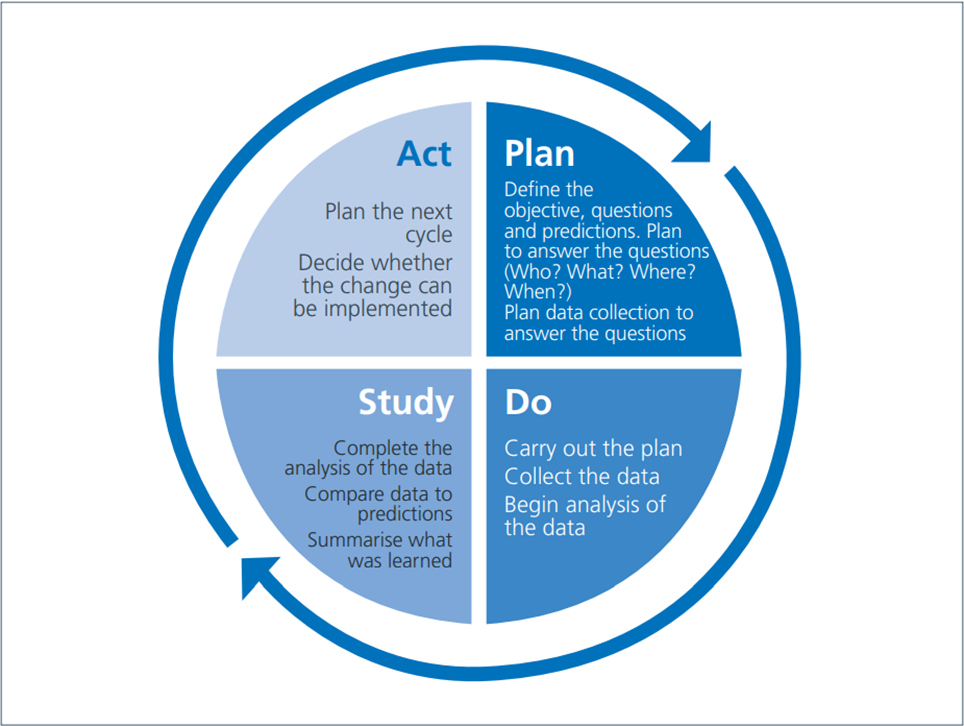 Act
Plan the next
cycle
Decide whether
the change can
be implemented
Plan
Define the
objective, questions
and predictions. Plan
to answer the questions
(Who? What? Where?
When?)
Plan data collection to
answer the questions
Study
Complete the
analysis of the data
Compare data to
predictions
Summarise what
was learned
Do
Carry out the plan
Collect the data
Begin analysis of
the data